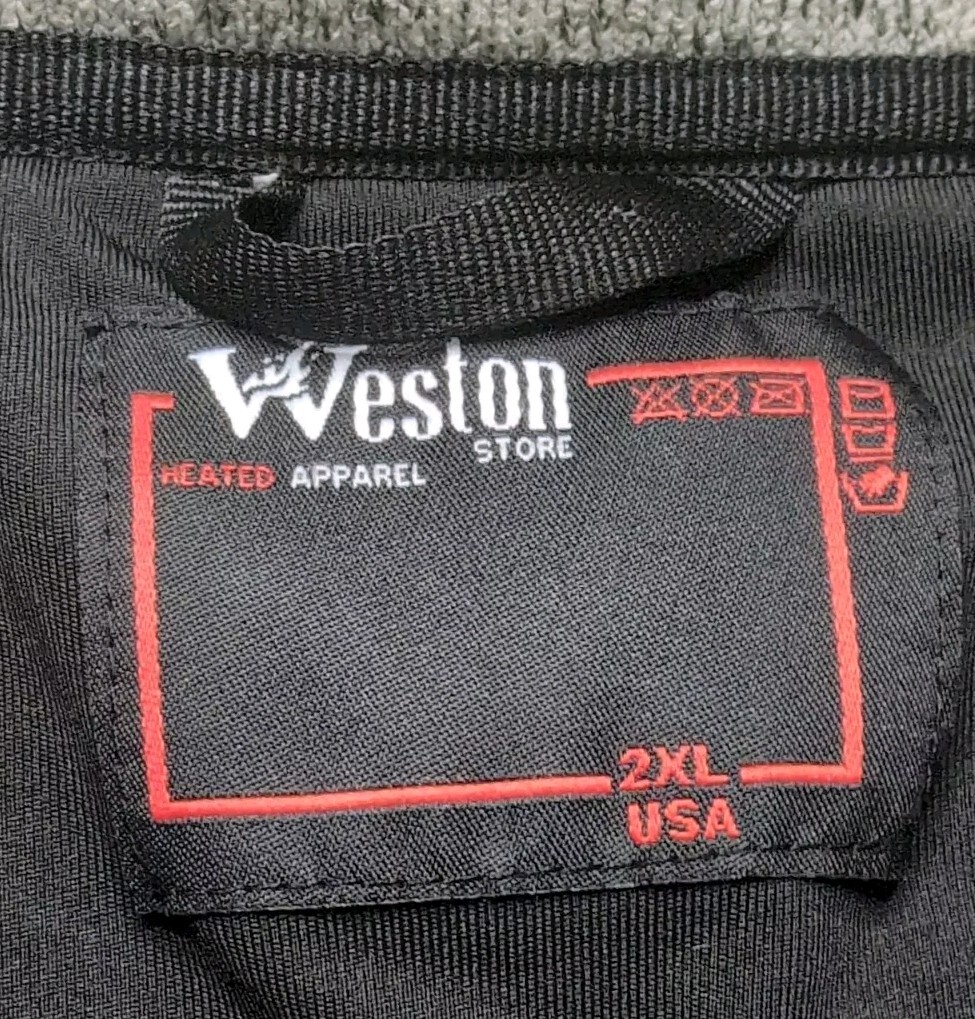 Weston
STORE
HEATED APPAREL
2XL
USA